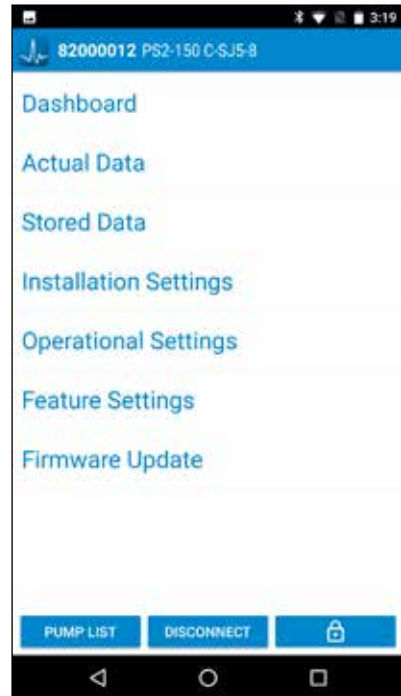 3:19
82000012 PS2-150 C-SJ5-8
Dashboard
Actual Data
Stored Data
Installation Settings
Operational Settings
Feature Settings
Firmware Update
PUMP LIST DISCONNECT